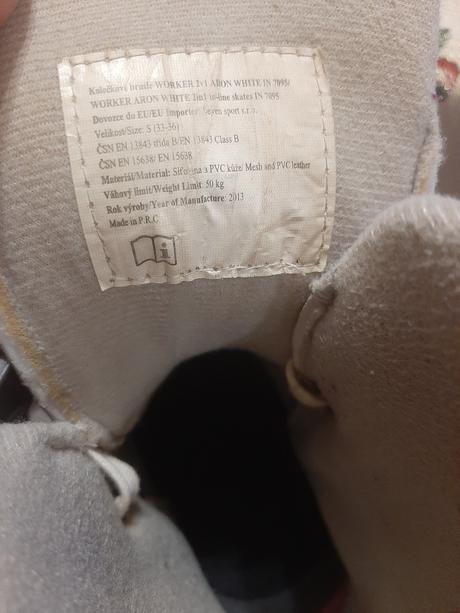 Kolečkové brusle WORKER 2v1 ARON WHITE IN 7095/
WORKER ARON WHITE 2in1 in-line skates IN 7095
Dovozce do EU/EU Importer: Seven sport s.r.o.
Velikost/Size: S (33-36)
ČSN EN 13843 třída B/EN 13843 Class B
ČSN EN 15638/ EN 15638
Materiál/Material: Síťovina a PVC kůže/ Mesh and PVC leather
Váhový limit/Weight Limit: 50 kg
Rok výroby/Year of Manufacture: 2013
Made in P.R.C